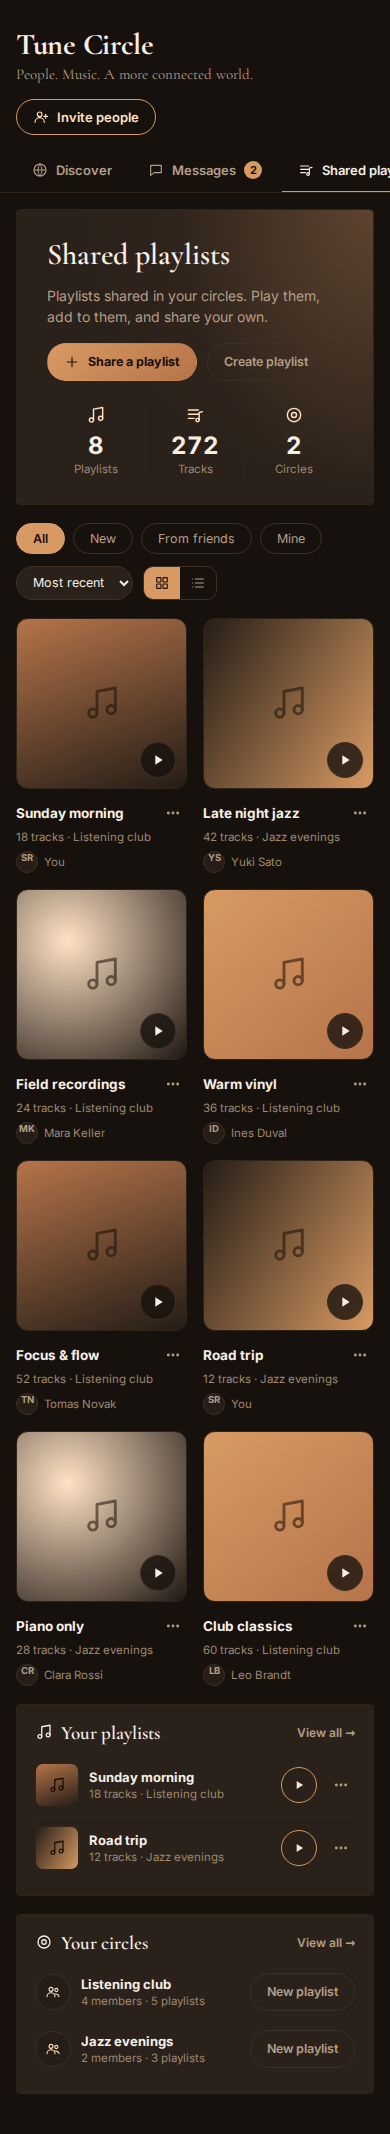 Tune Circle
People. Music. A more connected world.
Invite people
Discover
Messages 2
Shared play
Shared playlists
Playlists shared in your circles. Play them,
add to them, and share your own.
Share a playlist
Create playlist
8
Playlists
272
Tracks
2
Circles
All
New
From friends
Mine
Most recent
Sunday morning
18 tracks · Listening club
SR You
Late night jazz
42 tracks · Jazz evenings
YS Yuki Sato
Field recordings
24 tracks · Listening club
MK Mara Keller
Warm vinyl
36 tracks · Listening club
ID Ines Duval
Focus & flow
52 tracks · Listening club
TN Tomas Novak
Road trip
12 tracks · Jazz evenings
SR You
Piano only
28 tracks · Jazz evenings
CR Clara Rossi
Club classics
60 tracks · Listening club
LB Leo Brandt
Your playlists
View all →
Sunday morning
18 tracks · Listening club
Road trip
12 tracks · Jazz evenings
Your circles
View all →
Listening club
4 members · 5 playlists
New playlist
Jazz evenings
2 members · 3 playlists
New playlist